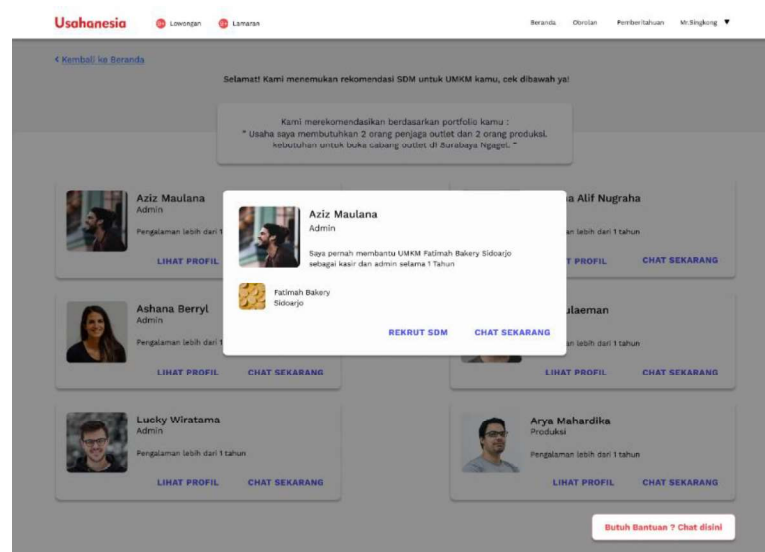 Usahanesia
Lowongan
Lamaran
Beranda
Obrolan
Pemberitahuan
Mr.Singkong
Kembali ke Beranda
Selamat! Kami menemukan rekomendasi SDM untuk UMKM kamu, cek dibawah ya!
Kami merekomendasikan berdasarkan portfolio kamu :
" Usaha saya membutuhkan 2 orang penjaga outlet dan 2 orang produksi.
kebutuhan untuk buka cabang outlet di Surabaya Ngagel. "
Aziz Maulana
Admin
Pengalaman lebih dari 1
LIHAT PROFIL
a Alif Nugraha
an lebih dari 1 tahun
T PROFIL
CHAT SEKARANG
Aziz Maulana
Admin
Saya pernah membantu UMKM Fatimah Bakery Sidoarjo
sebagai kasir dan admin selama 1 Tahun
Fatimah Bakery
Sidoarjo
REKRUT SDM
CHAT SEKARANG
Ashana Berryl
Admin
Pengalaman lebih dari 1
LIHAT PROFIL
CHAT SEKARANG
ulaeman
an lebih dari 1 tahun
LIHAT PROFIL
CHAT SEKARANG
Lucky Wiratama
Admin
Pengalaman lebih dari 1 tahun
LIHAT PROFIL
CHAT SEKARANG
Arya Mahardika
Produksi
Pengalaman lebih dari 1 tahun
LIHAT PROFIL
CHAT SEKARANG
Butuh Bantuan ? Chat disini